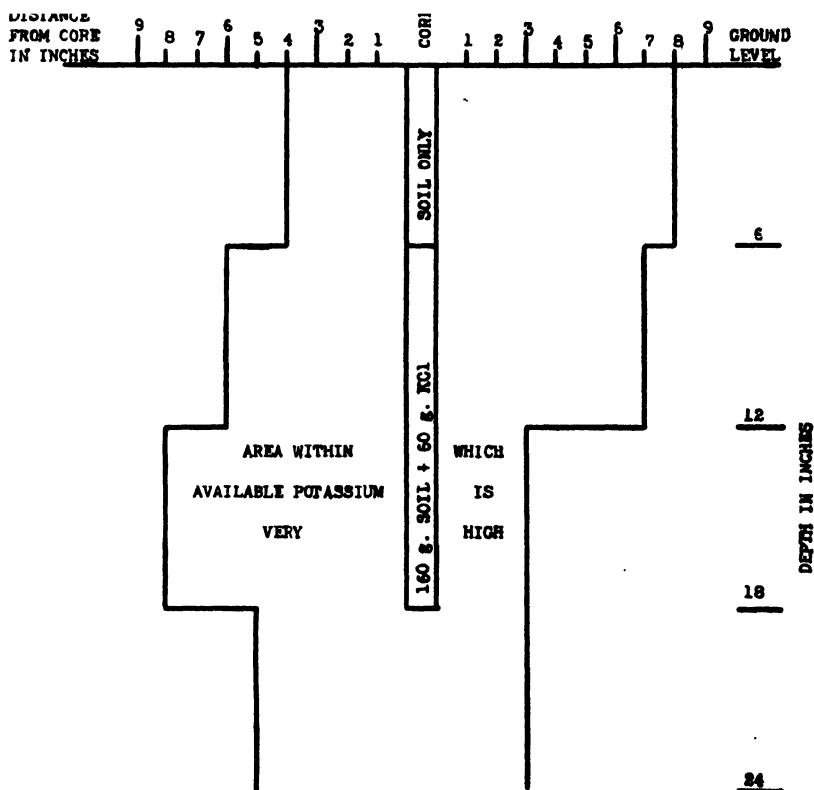 DISTANCE
FROM CORE
IN INCHES
9 8 7 6 5 4 3 2 1
CORE
1 2 3 4 5 6 7 8 9
GROUND
LEVEL
SOIL ONLY
6
12
160 g. SOIL + 60 g. KCl
AREA WITHIN WHICH
AVAILABLE POTASSIUM IS
VERY HIGH
DEPTH IN INCHES
18
24